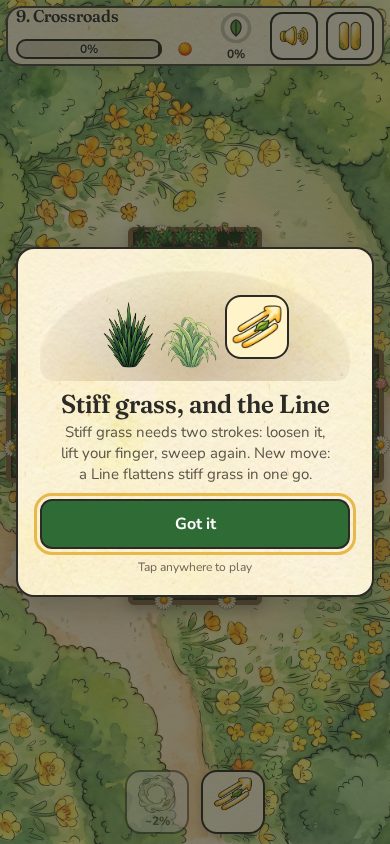 9. Crossroads
0%
0%
Stiff grass, and the Line
Stiff grass needs two strokes: loosen it,
lift your finger, sweep again. New move:
a Line flattens stiff grass in one go.
Got it
Tap anywhere to play
−2%